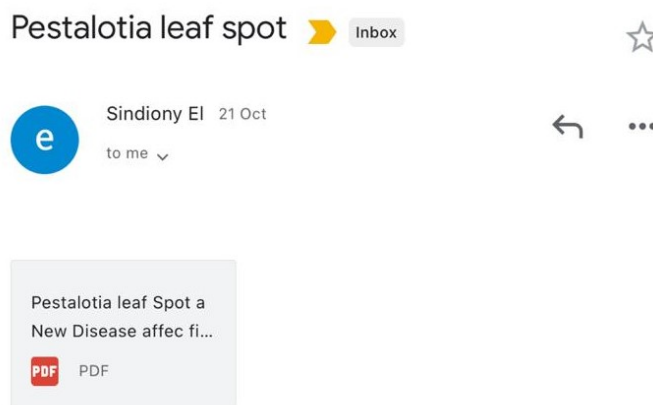 Pestalotia leaf spot Inbox
e
Sindiony El 21 Oct
to me
Pestalotia leaf Spot a
New Disease affec fi...
PDF PDF